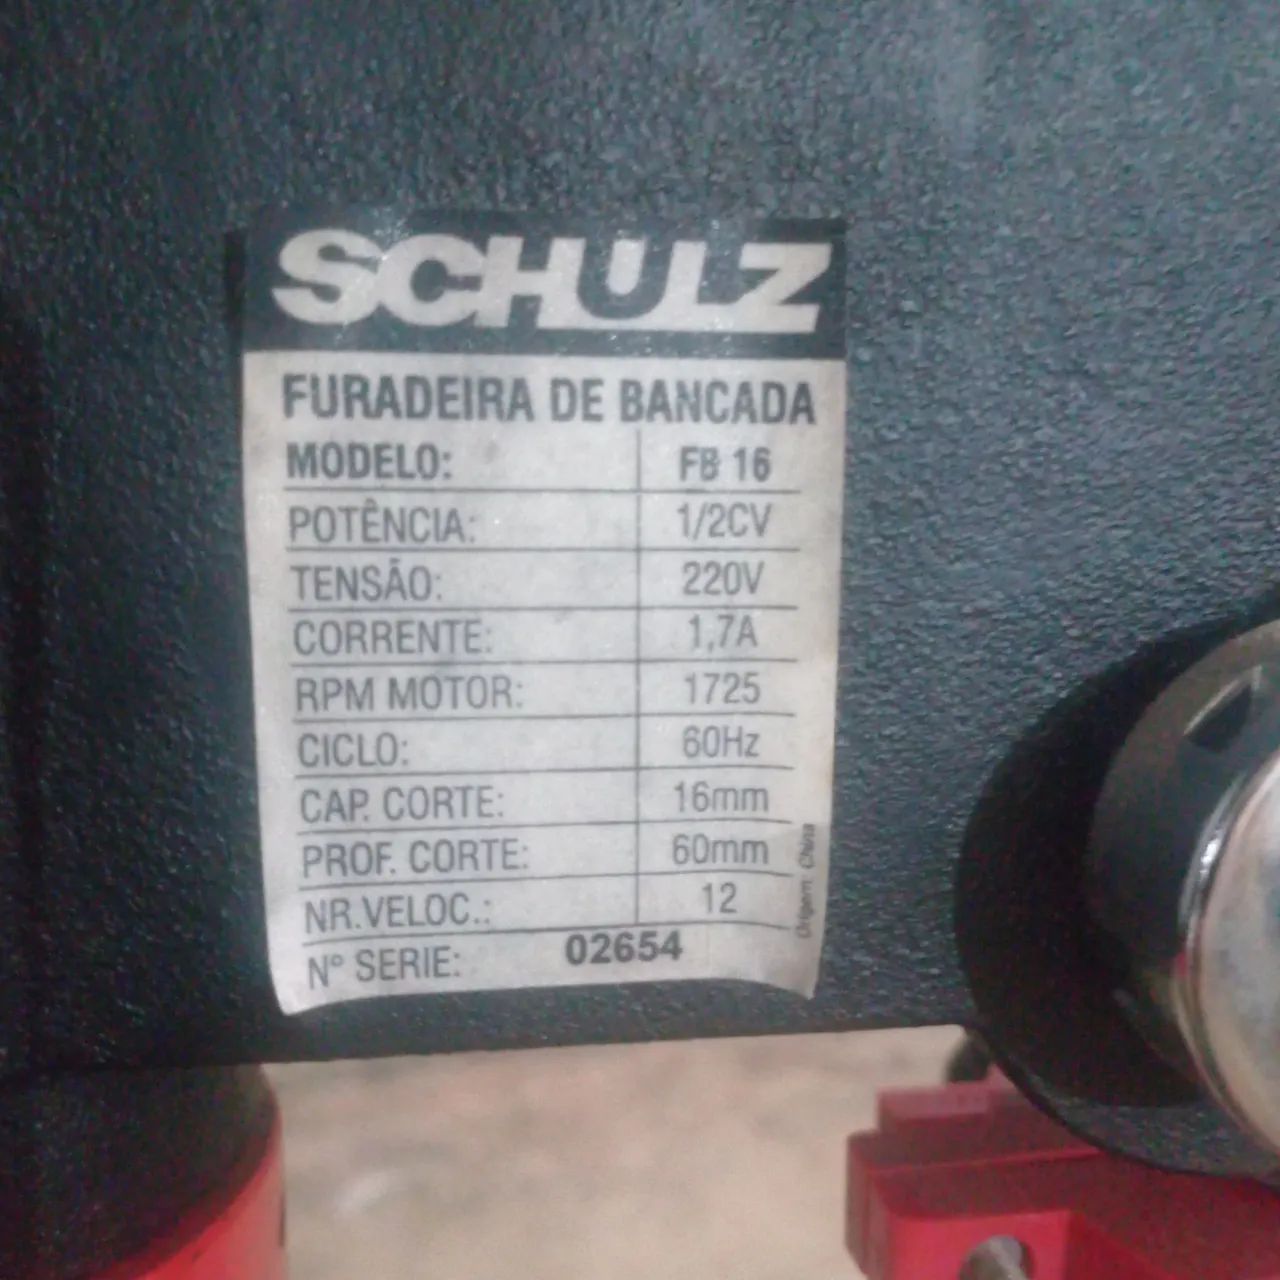 SCHULZ
FURADEIRA DE BANCADA
MODELO: FB 16
POTÊNCIA: 1/2CV
TENSÃO: 220V
CORRENTE: 1,7A
RPM MOTOR: 1725
CICLO: 60Hz
CAP. CORTE: 16mm
PROF. CORTE: 60mm
NR.VELOC.: 12
Nº SERIE: 02654
Origem: China